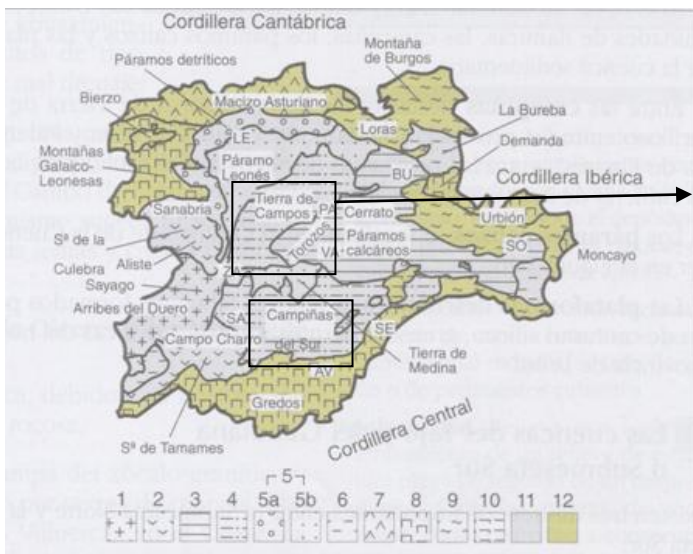 Cordillera Cantábrica
Páramos detríticos
Montaña
de Burgos
Bierzo
Macizo Asturiano
La Bureba
LE
Loras
Demanda
Montañas
Galaico-
Leonesas
Páramo
Leonés
BU
Cordillera Ibérica
Sanabria
Tierra de
Campos
PA
Cerrato
Urbión
Sª de la
Culebra
Torozos
VA
Páramos
calcáreos
SO
Moncayo
Aliste
Sayago
Arribes del Duero
SA
Campiñas
del Sur
SE
Campo Charro
Tierra de
Medina
AV
Gredos
Cordillera Central
Sª de Tamames
5
1 2 3 4 5a 5b 6 7 8 9 10 11 12